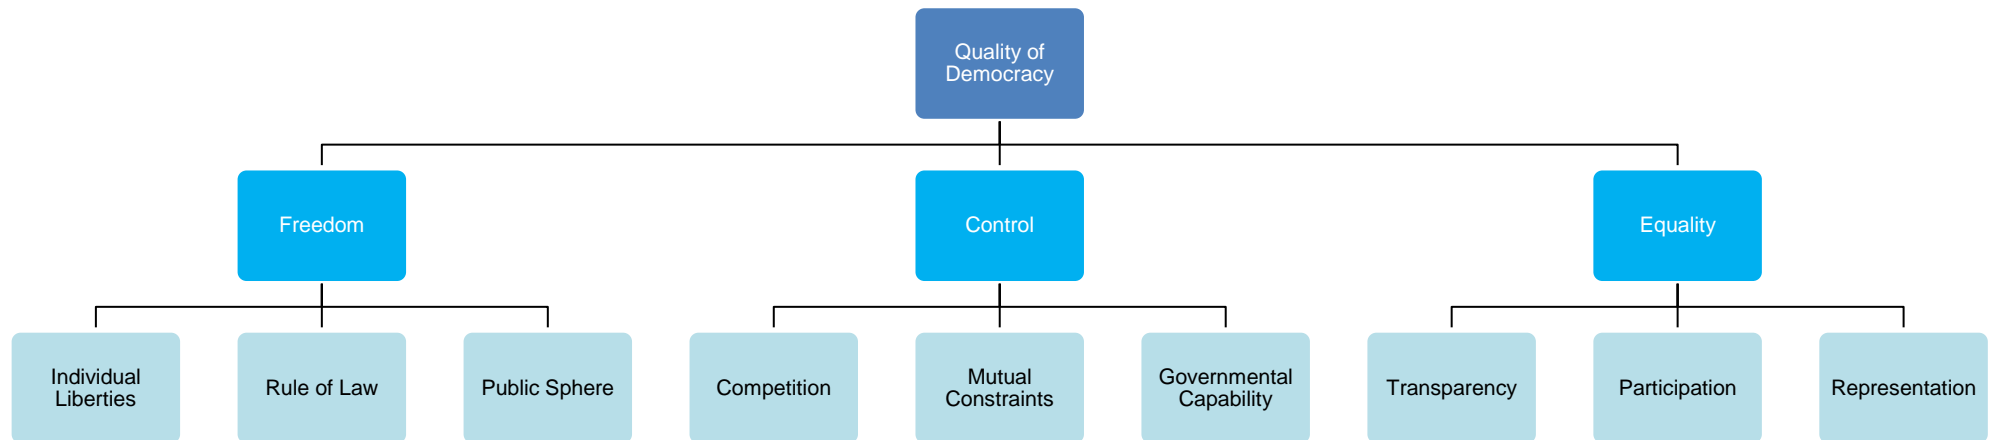 Quality of
Democracy
Freedom
Control
Equality
Individual
Liberties
Rule of Law
Public Sphere
Competition
Mutual
Constraints
Governmental
Capability
Transparency
Participation
Representation